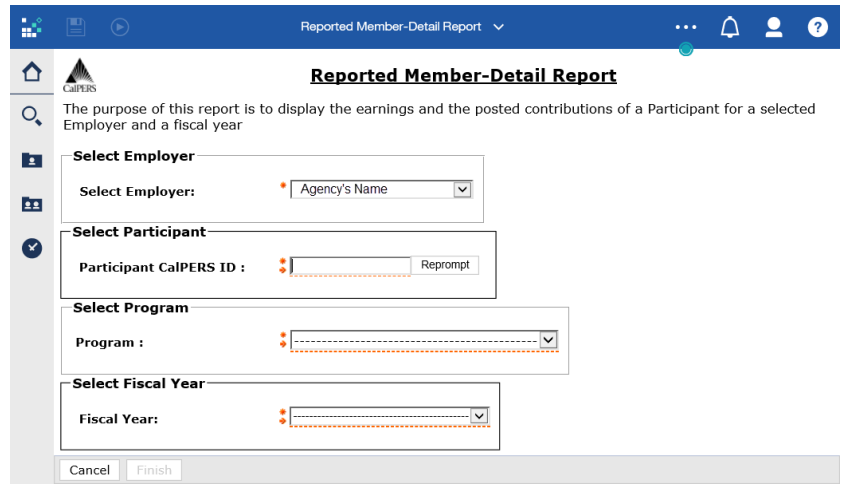 Reported Member-Detail Report
?
CalPERS
Reported Member-Detail Report
The purpose of this report is to display the earnings and the posted contributions of a Participant for a selected
Employer and a fiscal year
Select Employer
Select Employer: * Agency's Name
Select Participant
Participant CalPERS ID : * Reprompt
Select Program
Program : * ----------------------------------------
Select Fiscal Year
Fiscal Year: * ----------------------------------------
Cancel Finish